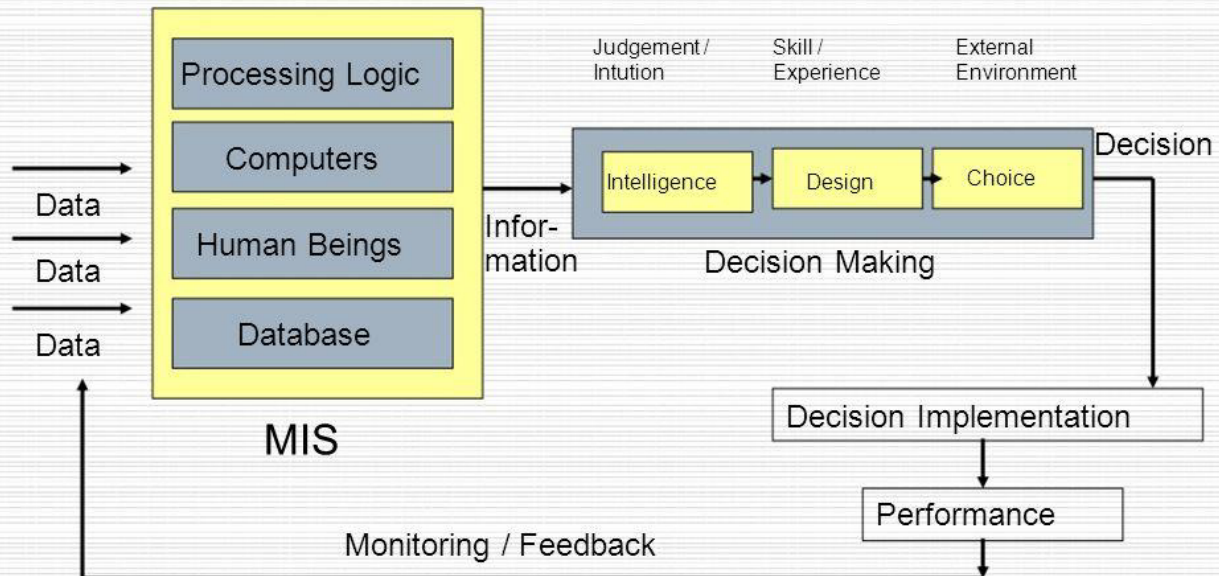 Processing Logic
Computers
Human Beings
Database
MIS
Data
Data
Data
Infor-
mation
Judgement /
Intution
Skill /
Experience
External
Environment
Intelligence
Design
Choice
Decision Making
Decision
Decision Implementation
Performance
Monitoring / Feedback